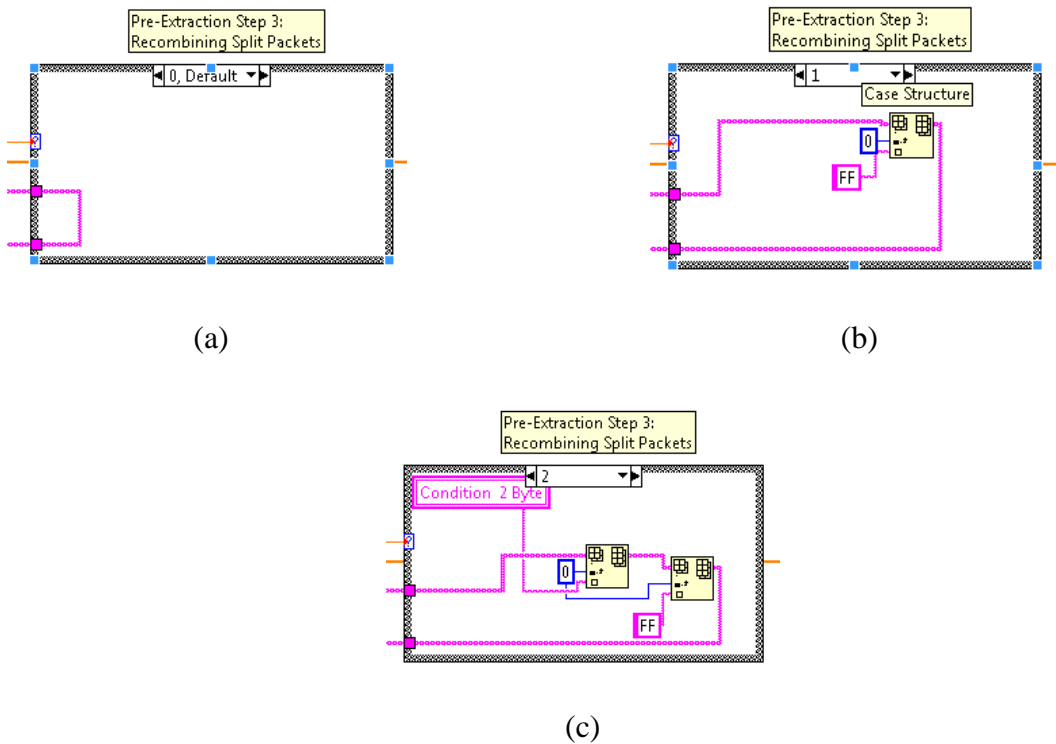 Pre-Extraction Step 3:
Recombining Split Packets
0, Default
(a)
Pre-Extraction Step 3:
Recombining Split Packets
1
Case Structure
0
FF
(b)
Pre-Extraction Step 3:
Recombining Split Packets
2
Condition 2 Byte
0
FF
(c)